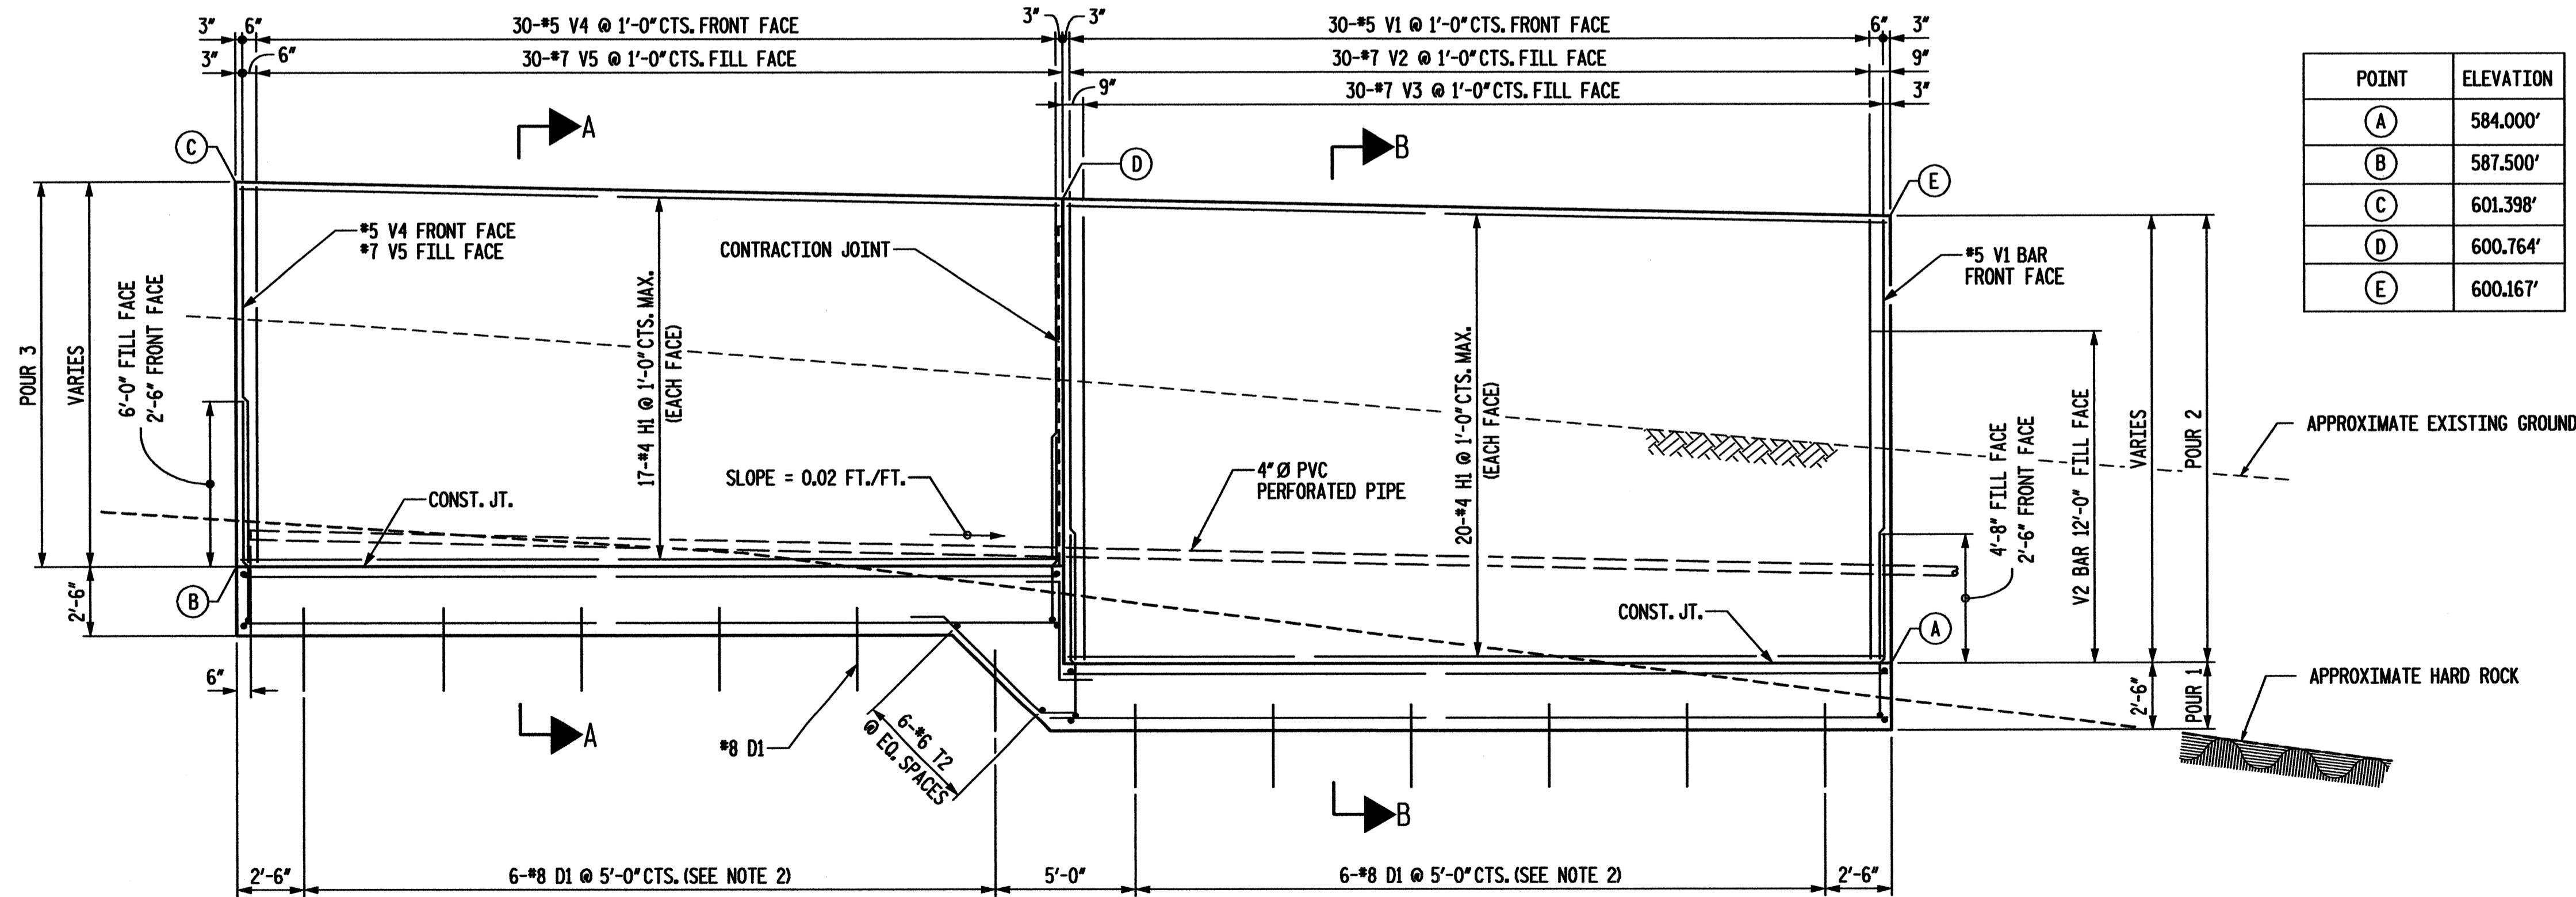 3" 6" 30-#5 V4 @ 1'-0" CTS. FRONT FACE 3" 3" 30-#5 V1 @ 1'-0" CTS. FRONT FACE 6" 3"
3" 6" 30-#7 V5 @ 1'-0" CTS. FILL FACE 30-#7 V2 @ 1'-0" CTS. FILL FACE 9"
9" 30-#7 V3 @ 1'-0" CTS. FILL FACE 3"
POINT ELEVATION
A 584.000'
B 587.500'
C 601.398'
D 600.764'
E 600.167'
A
B
C
D
E
#5 V4 FRONT FACE
#7 V5 FILL FACE
CONTRACTION JOINT
#5 V1 BAR
FRONT FACE
POUR 3
VARIES
6'-0" FILL FACE
2'-6" FRONT FACE
17-#4 H1 @ 1'-0" CTS. MAX.
(EACH FACE)
20-#4 H1 @ 1'-0" CTS. MAX.
(EACH FACE)
SLOPE = 0.02 FT./FT.
4" Ø PVC
PERFORATED PIPE
CONST. JT.
4'-8" FILL FACE
2'-6" FRONT FACE
V2 BAR 12'-0" FILL FACE
VARIES
POUR 2
APPROXIMATE EXISTING GROUND
B
2'-6"
CONST. JT.
A
2'-6"
POUR 1
APPROXIMATE HARD ROCK
6"
A
#8 D1
6-#6 T2
@ EQ. SPACES
B
2'-6" 6-#8 D1 @ 5'-0" CTS. (SEE NOTE 2) 5'-0" 6-#8 D1 @ 5'-0" CTS. (SEE NOTE 2) 2'-6"